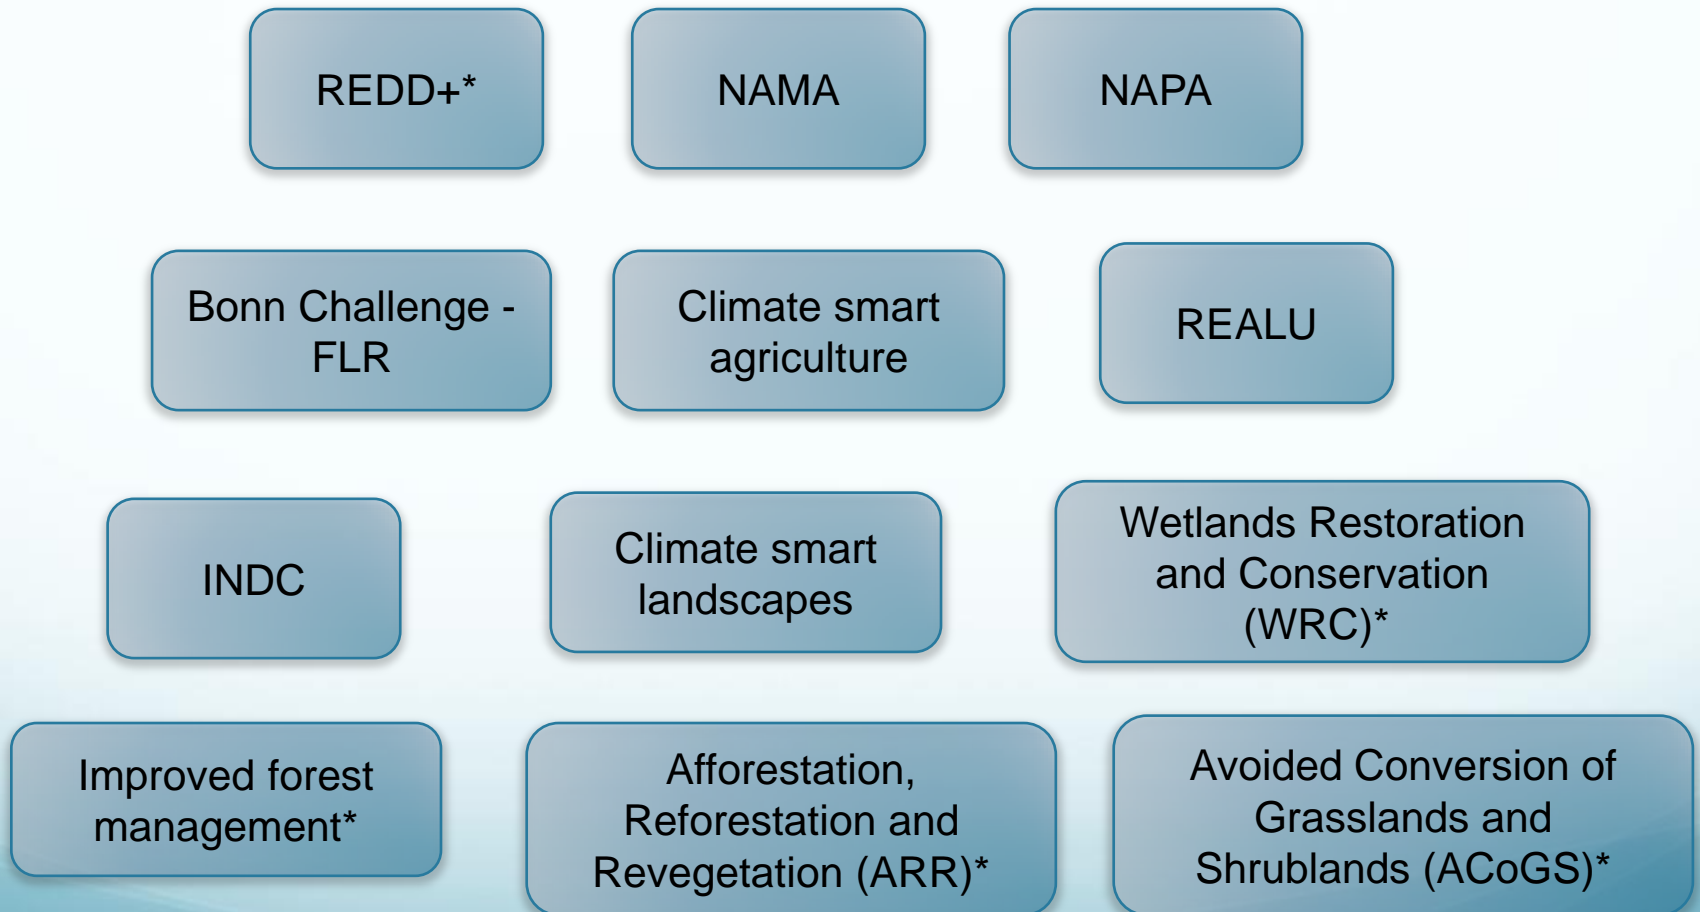 REDD+*
NAMA
NAPA
Bonn Challenge -
FLR
Climate smart
agriculture
REALU
INDC
Climate smart
landscapes
Wetlands Restoration
and Conservation
(WRC)*
Improved forest
management*
Afforestation,
Reforestation and
Revegetation (ARR)*
Avoided Conversion of
Grasslands and
Shrublands (ACoGS)*